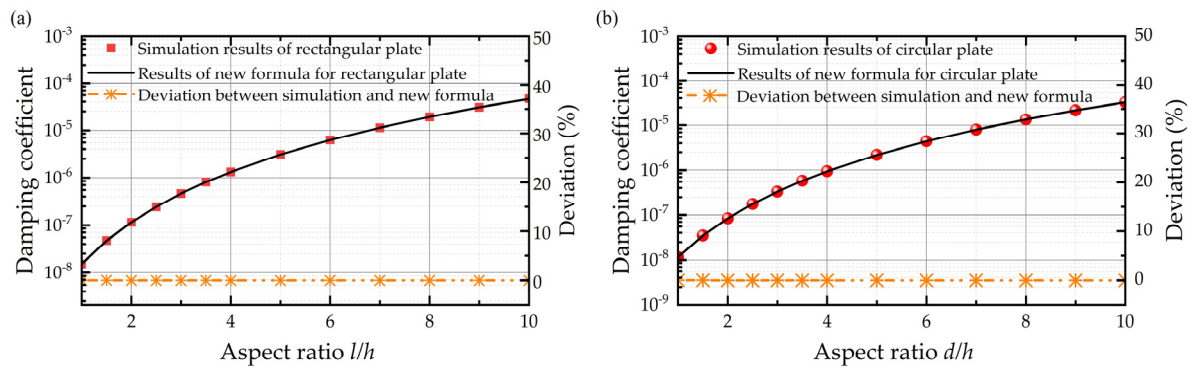 (a)
Simulation results of rectangular plate
Results of new formula for rectangular plate
Deviation between simulation and new formula
Damping coefficient
10⁻³
10⁻⁴
10⁻⁵
10⁻⁶
10⁻⁷
10⁻⁸
50
40
30
20
10
0
Deviation (%)
2 4 6 8 10
Aspect ratio l/h
(b)
Simulation results of circular plate
Results of new formula for circular plate
Deviation between simulation and new formula
Damping coefficient
10⁻³
10⁻⁴
10⁻⁵
10⁻⁶
10⁻⁷
10⁻⁸
10⁻⁹
50
40
30
20
10
0
Deviation (%)
2 4 6 8 10
Aspect ratio d/h